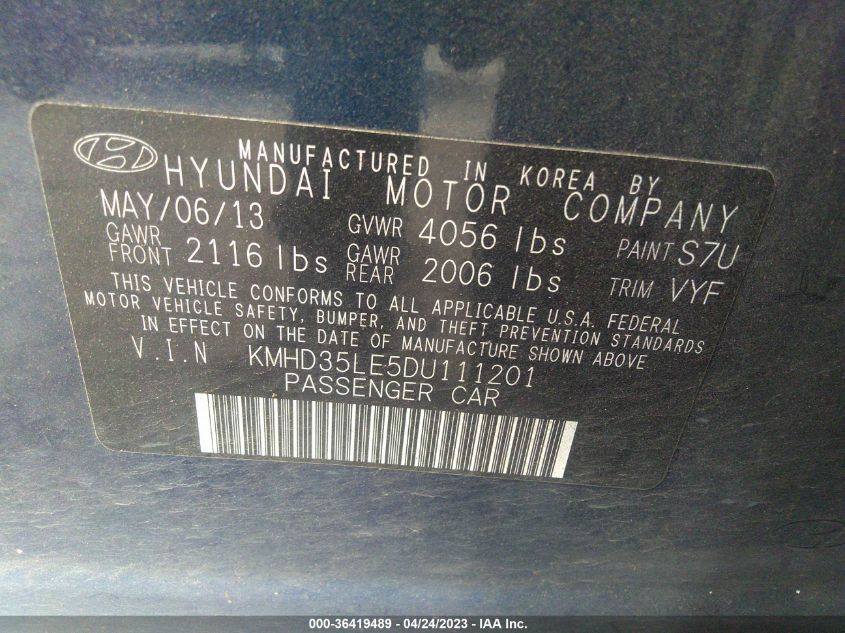 MANUFACTURED IN KOREA BY
HYUNDAI MOTOR COMPANY
MAY/06/13 GVWR 4056 lbs PAINT S7U
GAWR FRONT 2116 lbs GAWR REAR 2006 lbs TRIM VYF
THIS VEHICLE CONFORMS TO ALL APPLICABLE U.S.A. FEDERAL
MOTOR VEHICLE SAFETY, BUMPER, AND THEFT PREVENTION STANDARDS
IN EFFECT ON THE DATE OF MANUFACTURE SHOWN ABOVE
V.I.N KMHD35LE5DU111201
PASSENGER CAR
000-36419489 - 04/24/2023 - IAA Inc.